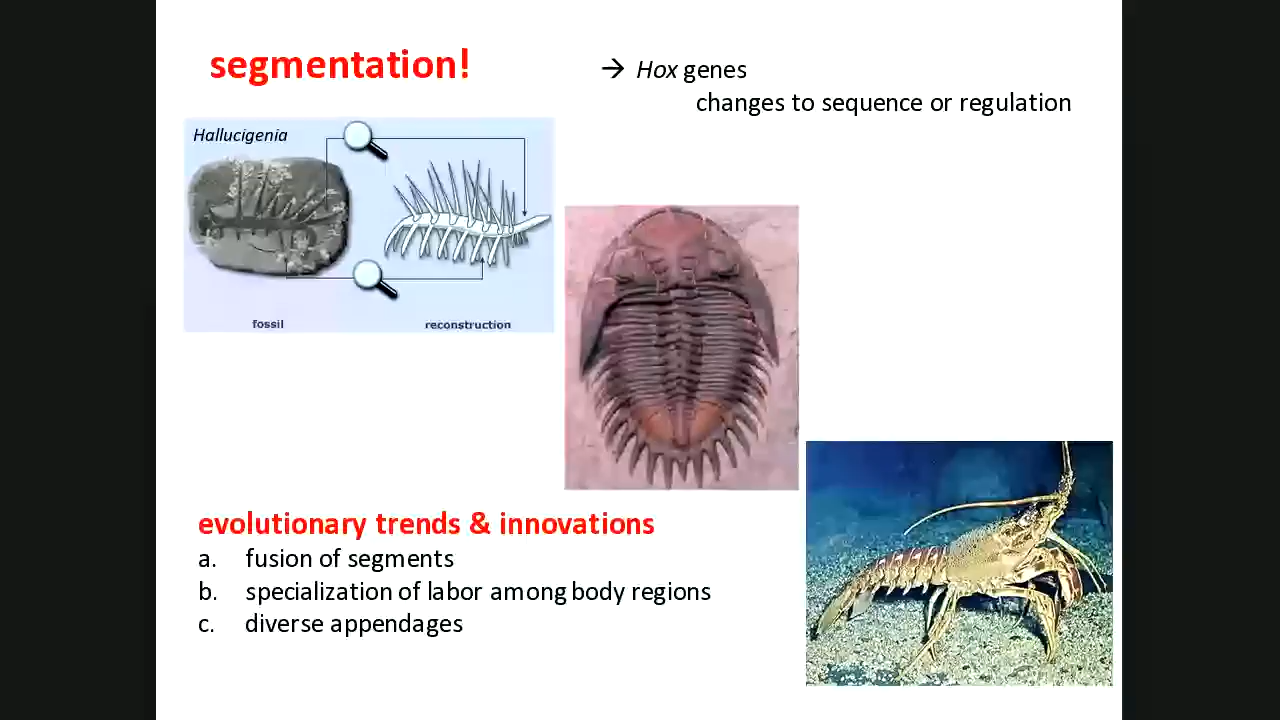 segmentation!
→ Hox genes
changes to sequence or regulation
Hallucigenia
fossil
reconstruction
evolutionary trends & innovations
a. fusion of segments
b. specialization of labor among body regions
c. diverse appendages